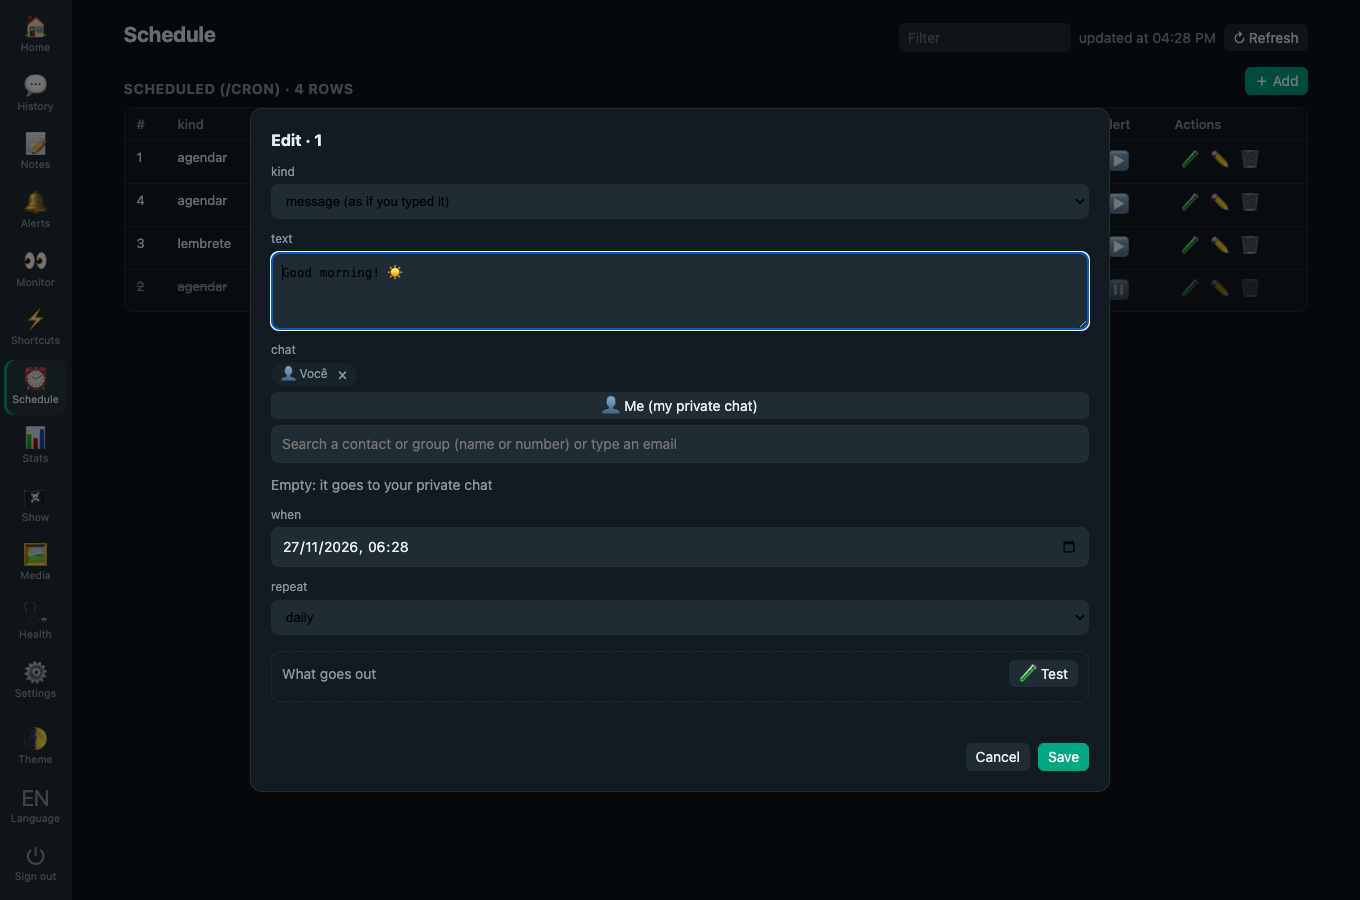 Home
History
Notes
Alerts
Monitor
Shortcuts
Schedule
Stats
Show
Media
Health
Settings
Theme
EN
Language
Sign out
Schedule
Filter
updated at 04:28 PM
Refresh
SCHEDULED (/CRON) · 4 ROWS
+ Add
# kind lert Actions
1 agendar
4 agendar
3 lembrete
2 agendar
Edit · 1
kind
message (as if you typed it)
text
Good morning! ☀️
chat
👤 Você ×
👤 Me (my private chat)
Search a contact or group (name or number) or type an email
Empty: it goes to your private chat
when
27/11/2026, 06:28
repeat
daily
What goes out
Test
Cancel
Save